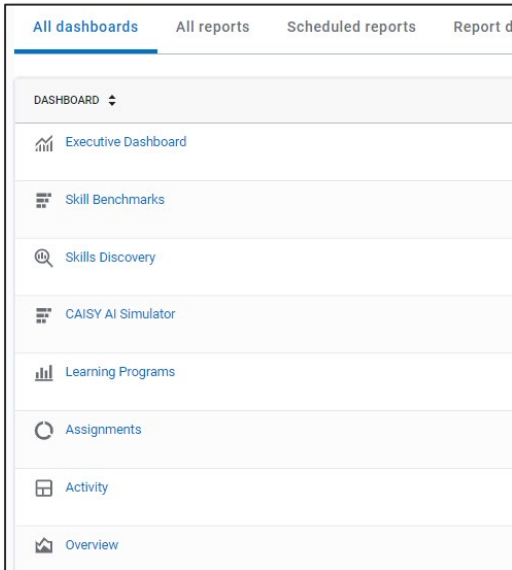 All dashboards All reports Scheduled reports Report
DASHBOARD
Executive Dashboard
Skill Benchmarks
Skills Discovery
CAISY AI Simulator
Learning Programs
Assignments
Activity
Overview